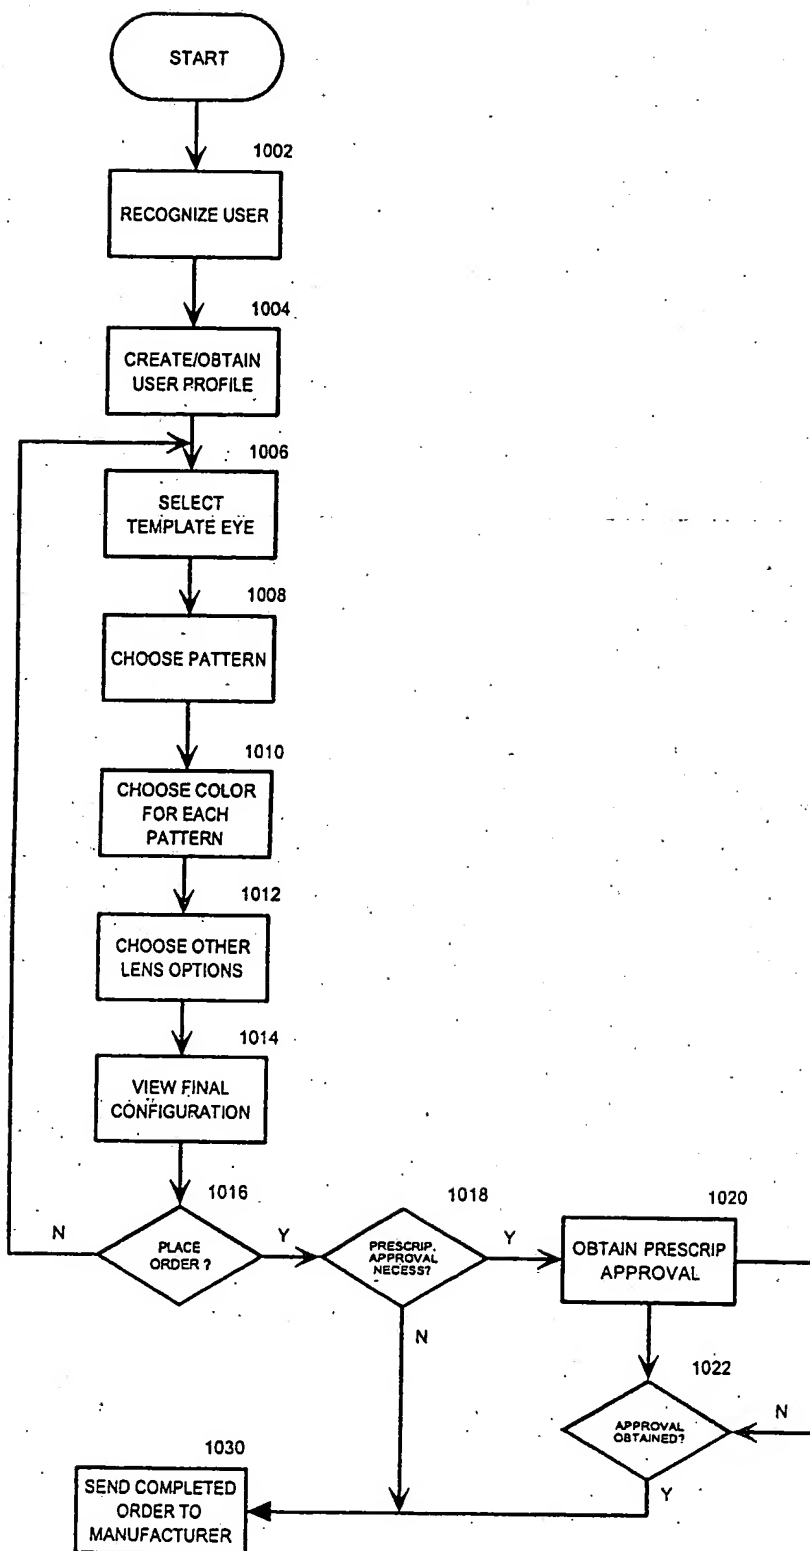 START
1002
RECOGNIZE USER
1004
CREATE/OBTAIN
USER PROFILE
1006
SELECT
TEMPLATE EYE
1008
CHOOSE PATTERN
1010
CHOOSE COLOR
FOR EACH
PATTERN
1012
CHOOSE OTHER
LENS OPTIONS
1014
VIEW FINAL
CONFIGURATION
1016
PLACE
ORDER ?
N
Y
1018
PRESCRIP.
APPROVAL
NECESS?
Y
N
1020
OBTAIN PRESCRIP
APPROVAL
1022
APPROVAL
OBTAINED?
N
Y
1030
SEND COMPLETED
ORDER TO
MANUFACTURER